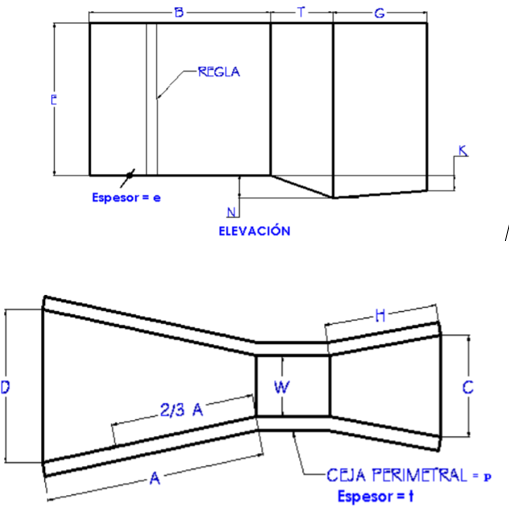 B T G
REGLA
E
K
Espesor = e
N
ELEVACIÓN
H
D
W
C
2/3 A
A
CEJA PERIMETRAL = p
Espesor = t